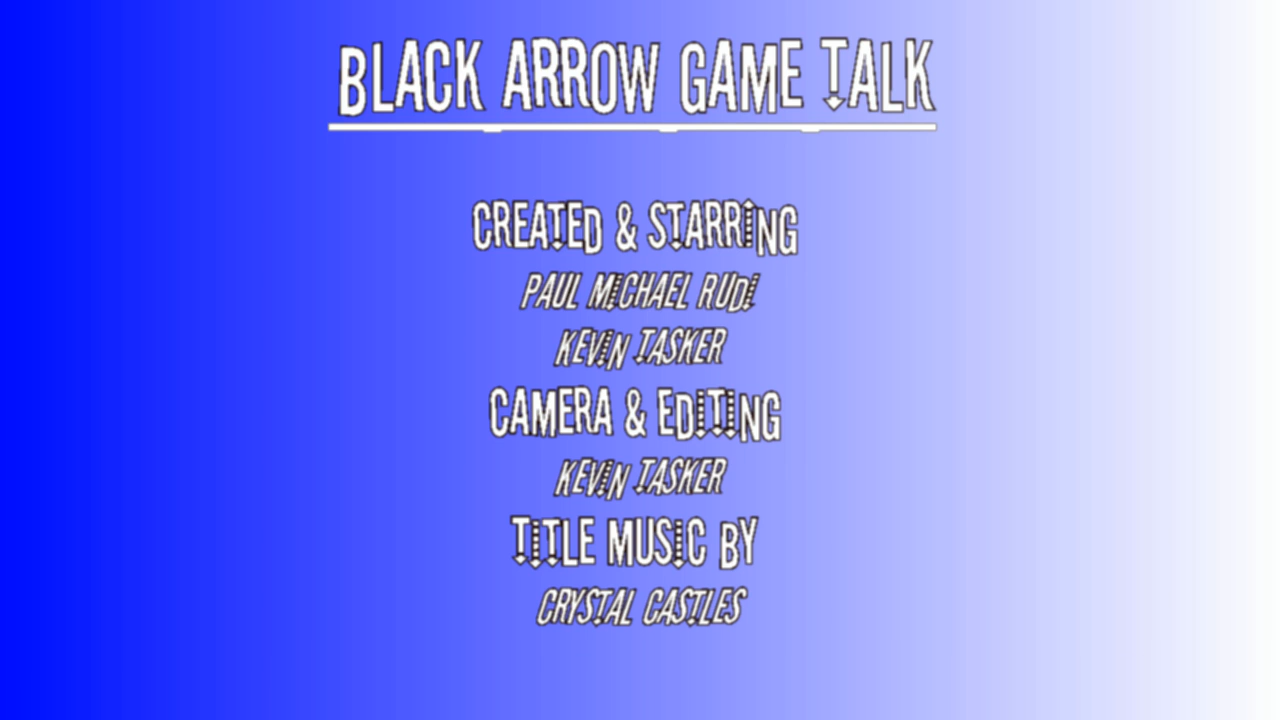 BLACK ARROW GAME TALK
CREATED & STARRING
PAUL MICHAEL RUDI
KEVIN TASKER
CAMERA & EDITING
KEVIN TASKER
TITLE MUSIC BY
CRYSTAL CASTLES